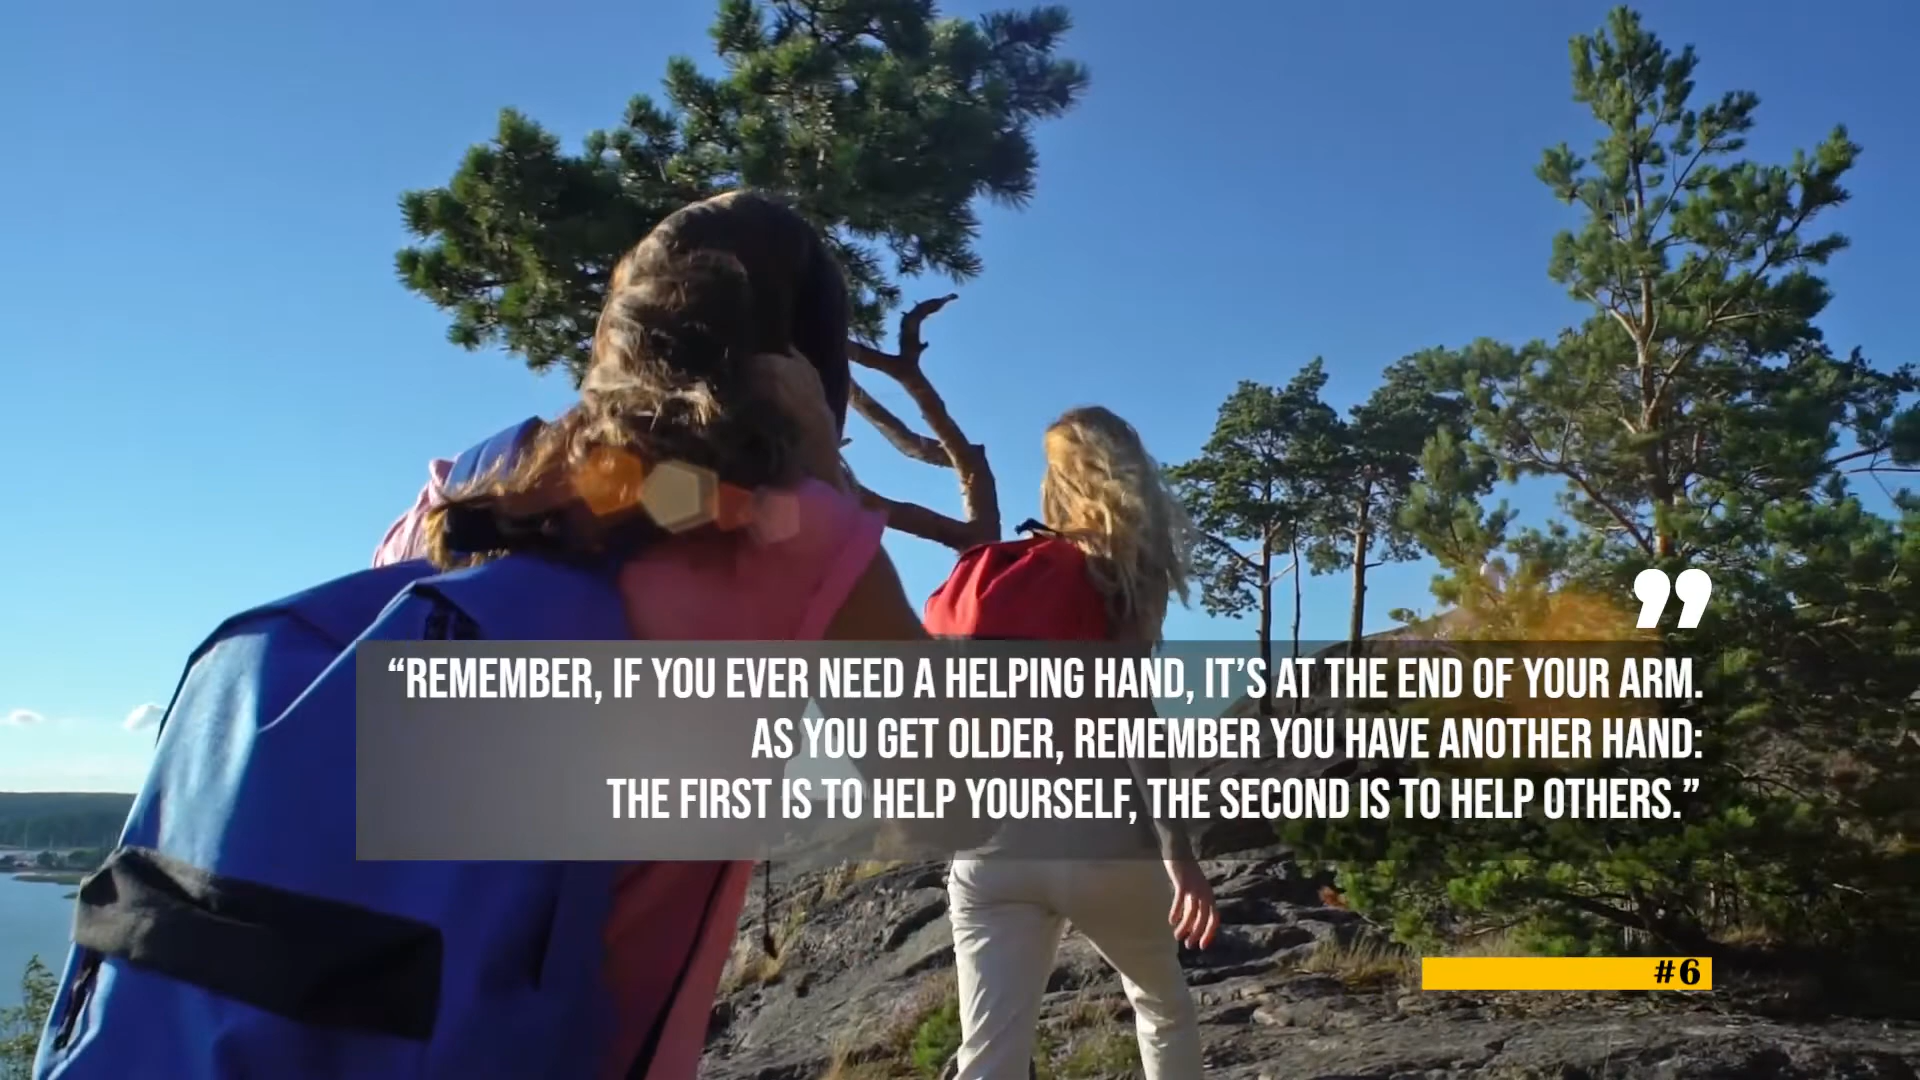 ”
“REMEMBER, IF YOU EVER NEED A HELPING HAND, IT’S AT THE END OF YOUR ARM.
AS YOU GET OLDER, REMEMBER YOU HAVE ANOTHER HAND:
THE FIRST IS TO HELP YOURSELF, THE SECOND IS TO HELP OTHERS.”
#6